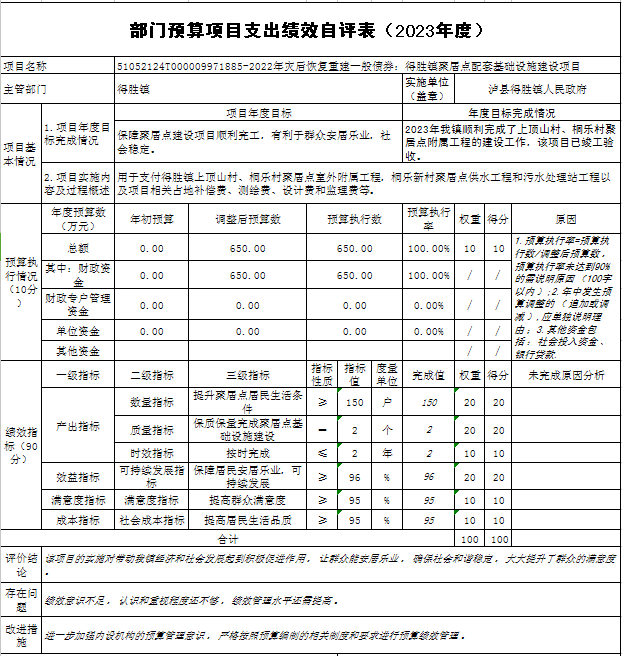 部门预算项目支出绩效自评表（2023年度）
项目名称 51052124T000009971885-2022年灾后恢复重建一般债券：得胜镇聚居点配套基础设施建设项目
主管部门 得胜镇 实施单位（盖章） 泸县得胜镇人民政府
项目基本情况 1. 项目年度目标完成情况 项目年度目标 年度目标完成情况
保障聚居点建设项目顺利完工，有利于群众安居乐业，社会稳定。
2023年我镇顺利完成了上顶山村、桐乐村聚居点附属工程的建设工作，该项目已竣工验收。
2. 项目实施内容及过程概述 用于支付得胜镇上顶山村、桐乐村聚居点室外附属工程，桐乐新村聚居点供水工程和污水处理站工程以及项目相关占地补偿费、测绘费、设计费和监理费等。
预算执行情况（10分） 年度预算数（万元） 年初预算 调整后预算数 预算执行数 预算执行率 权重 得分 原因
总额 0.00 650.00 650.00 100.00% 10 10
其中：财政资金 0.00 650.00 650.00 100.00% / /
财政专户管理资金 0.00 0.00 0.00 0.00% / /
单位资金 0.00 0.00 0.00 0.00% / /
其他资金 / /
1. 预算执行率=预算执行数/调整后预算数，预算执行率未达到90%的需说明原因（100字以内）;2. 年中发生预算调整的（追加或调减）,应单独说明理由；3. 其他资金包括：社会投入资金、银行贷款.
绩效指标（90分） 一级指标 二级指标 三级指标 指标性质 指标值 度量单位 完成值 权重 得分 未完成原因分析
产出指标 数量指标 提升聚居点居民生活条件 ≥ 150 户 150 20 20
质量指标 保质保量完成聚居点基础设施建设 ＝ 2 个 2 20 20
时效指标 按时完成 ≤ 2 年 2 10 10
效益指标 可持续发展指标 保障居民安居乐业，可持续发展 ≥ 96 % 96 20 20
满意度指标 满意度指标 提高群众满意度 ≥ 95 % 95 10 10
成本指标 社会成本指标 提高居民生活品质 ≥ 95 % 95 10 10
合计 100 100
评价结论 该项目的实施对带动我镇经济和社会发展起到积极促进作用，让群众能安居乐业，确保社会和谐稳定，大大提升了群众的满意度。
存在问题 绩效意识不足，认识和重视程度还不够，绩效管理水平还需提高。
改进措施 进一步加强内设机构的预算管理意识，严格按照预算编制的相关制度和要求进行预算绩效管理。